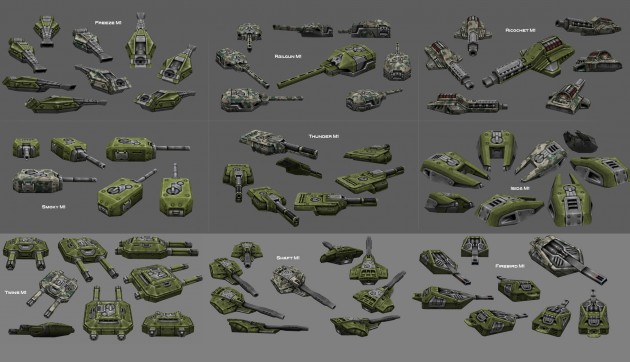 Freeze M1
Railgun M1
Ricochet M1
Smoky M1
Thunder M1
Isida M1
Twins M1
Shaft M1
Firebird M1